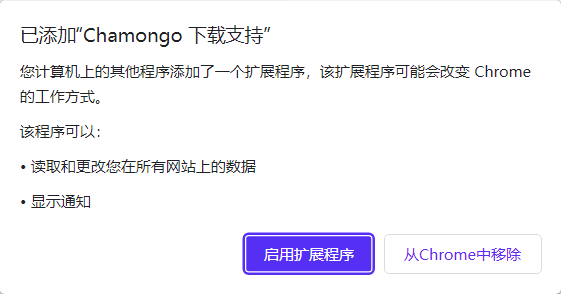 已添加“Chamongo 下载支持”
您计算机上的其他程序添加了一个扩展程序，该扩展程序可能会改变 Chrome
的工作方式。
该程序可以：
• 读取和更改您在所有网站上的数据
• 显示通知
启用扩展程序
从Chrome中移除